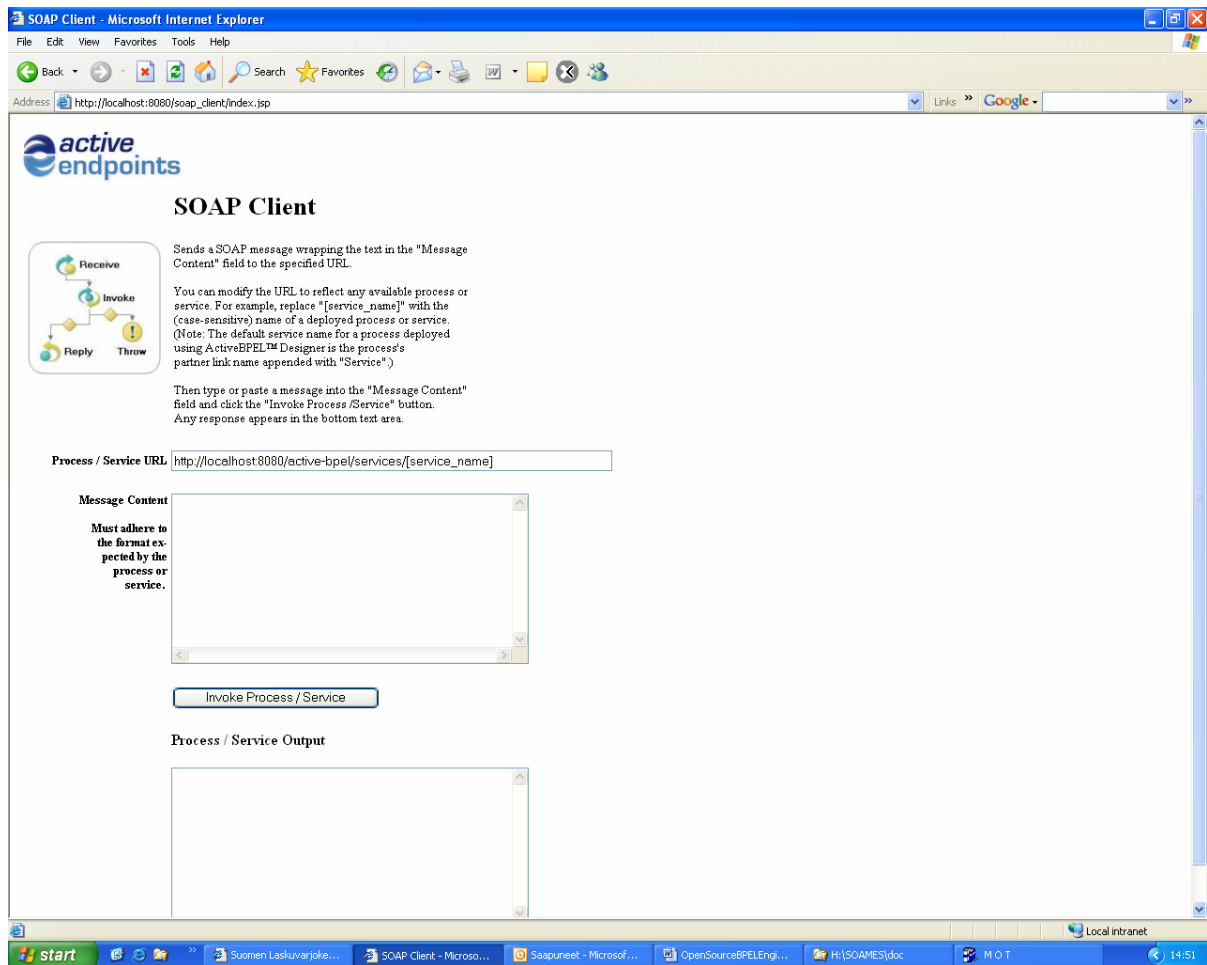 SOAP Client - Microsoft Internet Explorer
File Edit View Favorites Tools Help
Back Search Favorites
Address http://localhost:8080/soap_client/index.jsp Links » Google
active
endpoints
SOAP Client
Sends a SOAP message wrapping the text in the "Message
Content" field to the specified URL.
You can modify the URL to reflect any available process or
service. For example, replace "[service_name]" with the
(case-sensitive) name of a deployed process or service.
(Note: The default service name for a process deployed
using ActiveBPEL™ Designer is the process's
partner link name appended with "Service".)
Then type or paste a message into the "Message Content"
field and click the "Invoke Process /Service" button.
Any response appears in the bottom text area.
Receive
Invoke
Reply Throw
Process / Service URL http://localhost:8080/active-bpel/services/[service_name]
Message Content
Must adhere to
the format ex-
pected by the
process or
service.
Invoke Process / Service
Process / Service Output
Local intranet
start Suomen Laskuvarjoke... SOAP Client - Microso... Saapuneet - Microsof... OpenSourceBPELEngi... H:\SOAMES\doc M O T 14:51